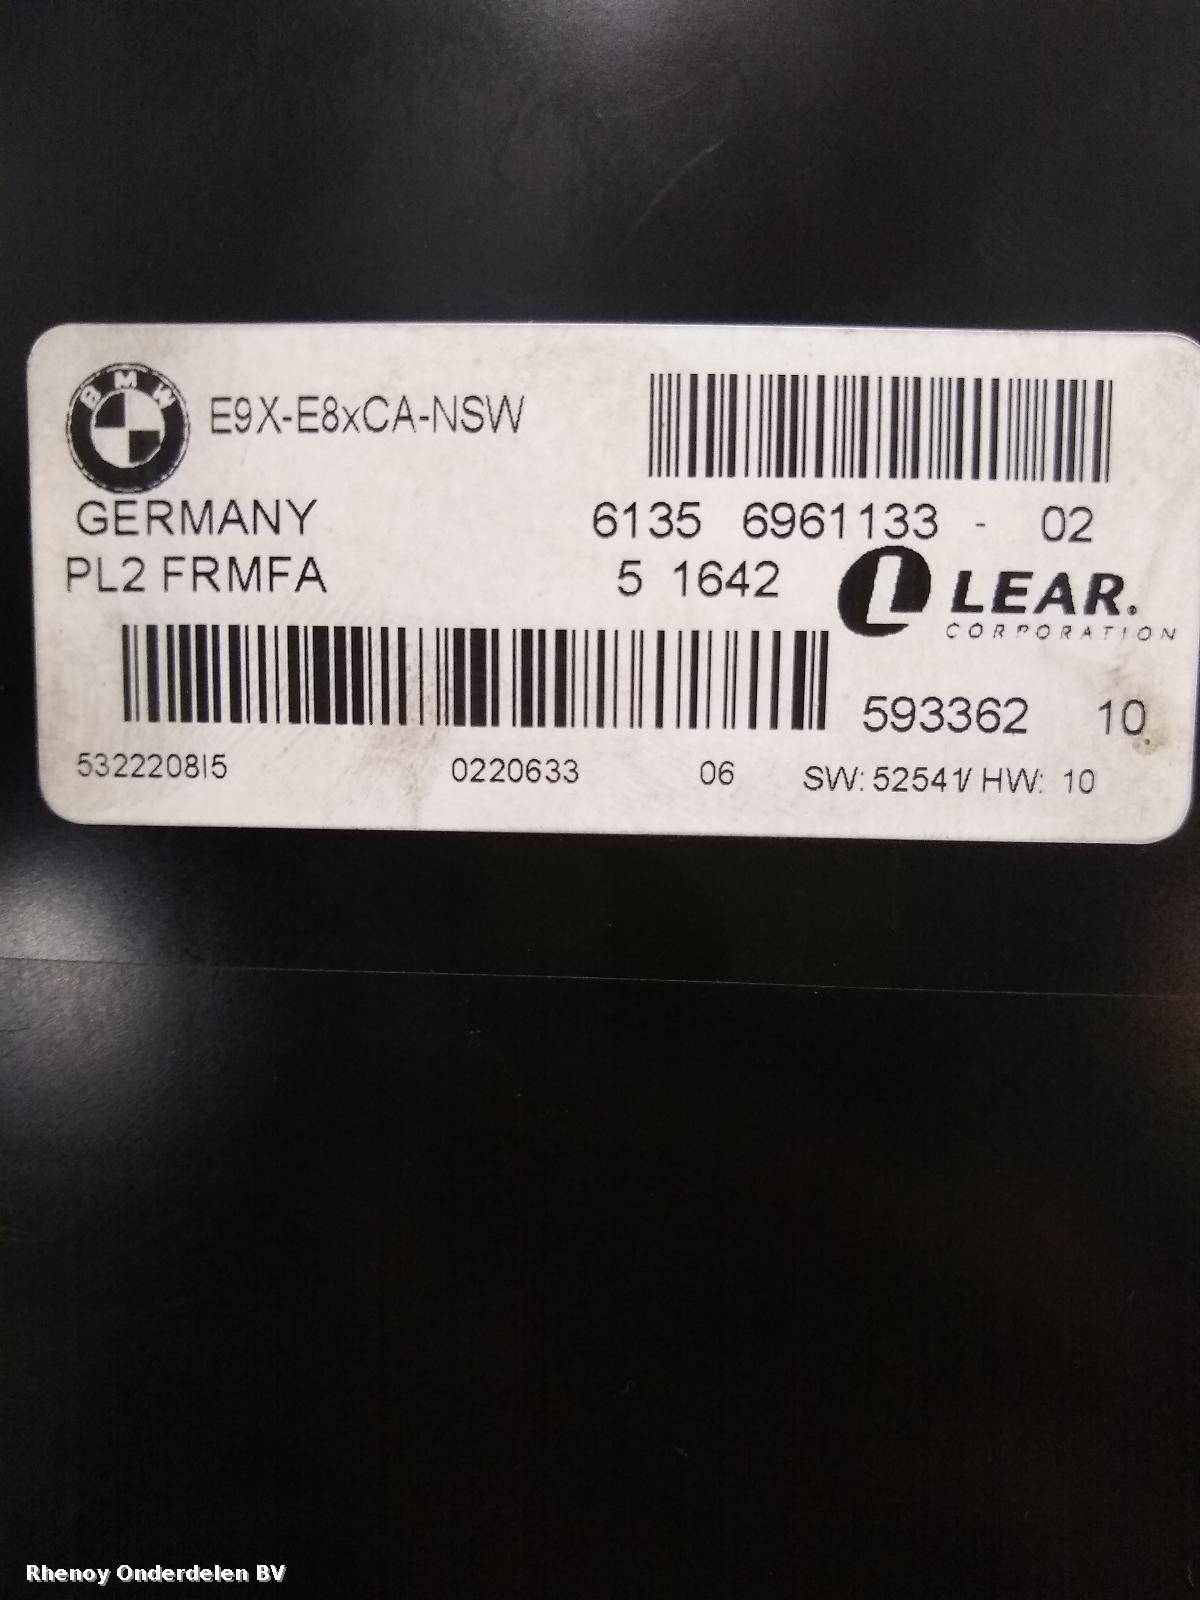 BMW
E9X-E8xCA-NSW
GERMANY
6135 6961133 - 02
PL2 FRMFA
5 1642
LEAR.
CORPORATION
593362 10
532220815
0220633
06
SW: 52541/ HW: 10
Rhenoy Onderdelen BV